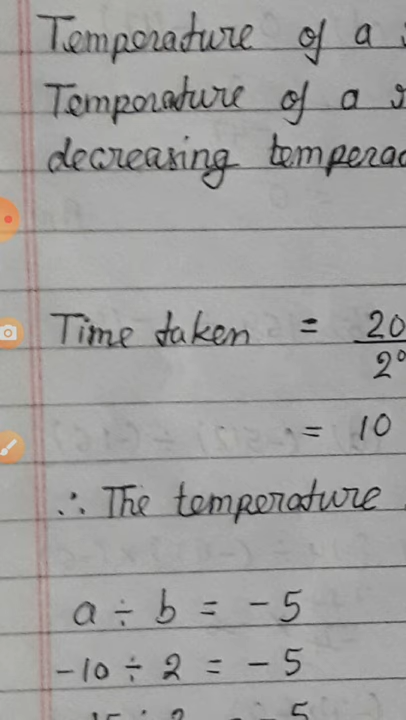 Temperature of a
Temperature of a
decreasing tempera
Time taken = 20
2°
= 10
∴ The temperature
a ÷ b = -5
-10 ÷ 2 = -5